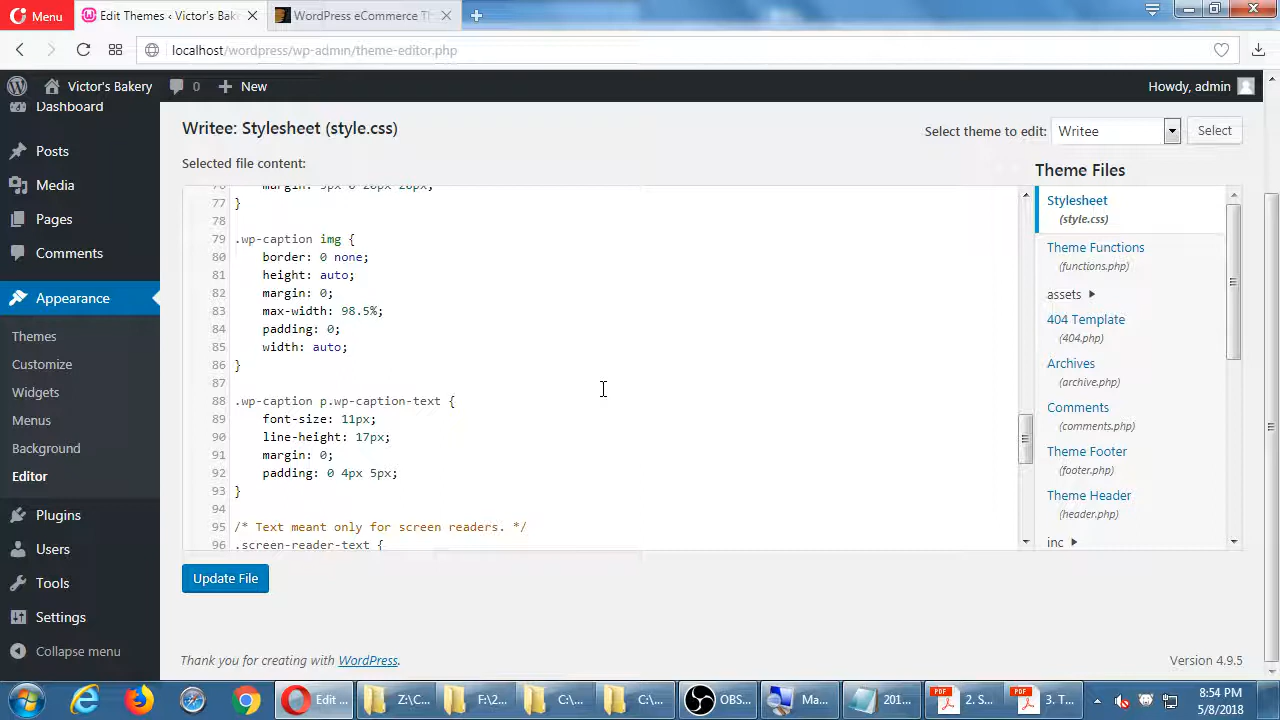 Menu
Edit Themes ‹ Victor's Bake
WordPress eCommerce Th
localhost/wordpress/wp-admin/theme-editor.php
Victor's Bakery
0
New
Howdy, admin
Dashboard
Posts
Media
Pages
Comments
Appearance
Themes
Customize
Widgets
Menus
Background
Editor
Plugins
Users
Tools
Settings
Collapse menu
Writee: Stylesheet (style.css)
Select theme to edit:
Writee
Select
Selected file content:
77 }
78
79 .wp-caption img {
80 border: 0 none;
81 height: auto;
82 margin: 0;
83 max-width: 98.5%;
84 padding: 0;
85 width: auto;
86 }
87
88 .wp-caption p.wp-caption-text {
89 font-size: 11px;
90 line-height: 17px;
91 margin: 0;
92 padding: 0 4px 5px;
93 }
94
95 /* Text meant only for screen readers. */
96 .screen-reader-text {
Theme Files
Stylesheet
(style.css)
Theme Functions
(functions.php)
assets
404 Template
(404.php)
Archives
(archive.php)
Comments
(comments.php)
Theme Footer
(footer.php)
Theme Header
(header.php)
inc
Update File
Thank you for creating with WordPress.
Version 4.9.5
Edit ...
Z:\C...
F:\2...
C:\...
C:\...
OBS...
Ma...
201...
2. S...
3. T...
8:54 PM
5/8/2018